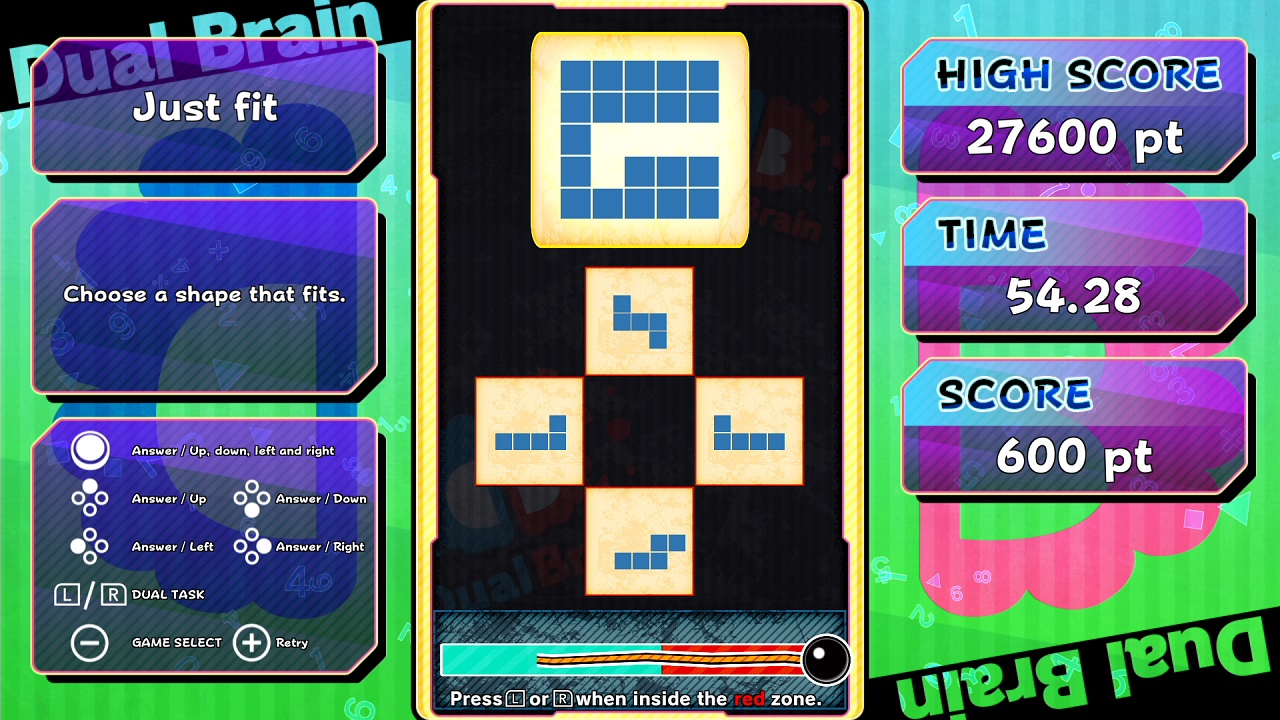 Dual Brain
Just fit
Choose a shape that fits.
Answer / Up, down, left and right
Answer / Up
Answer / Down
Answer / Left
Answer / Right
L / R DUAL TASK
GAME SELECT
Retry
Press L or R when inside the red zone.
HIGH SCORE
27600 pt
TIME
54.28
SCORE
600 pt
Dual Brain